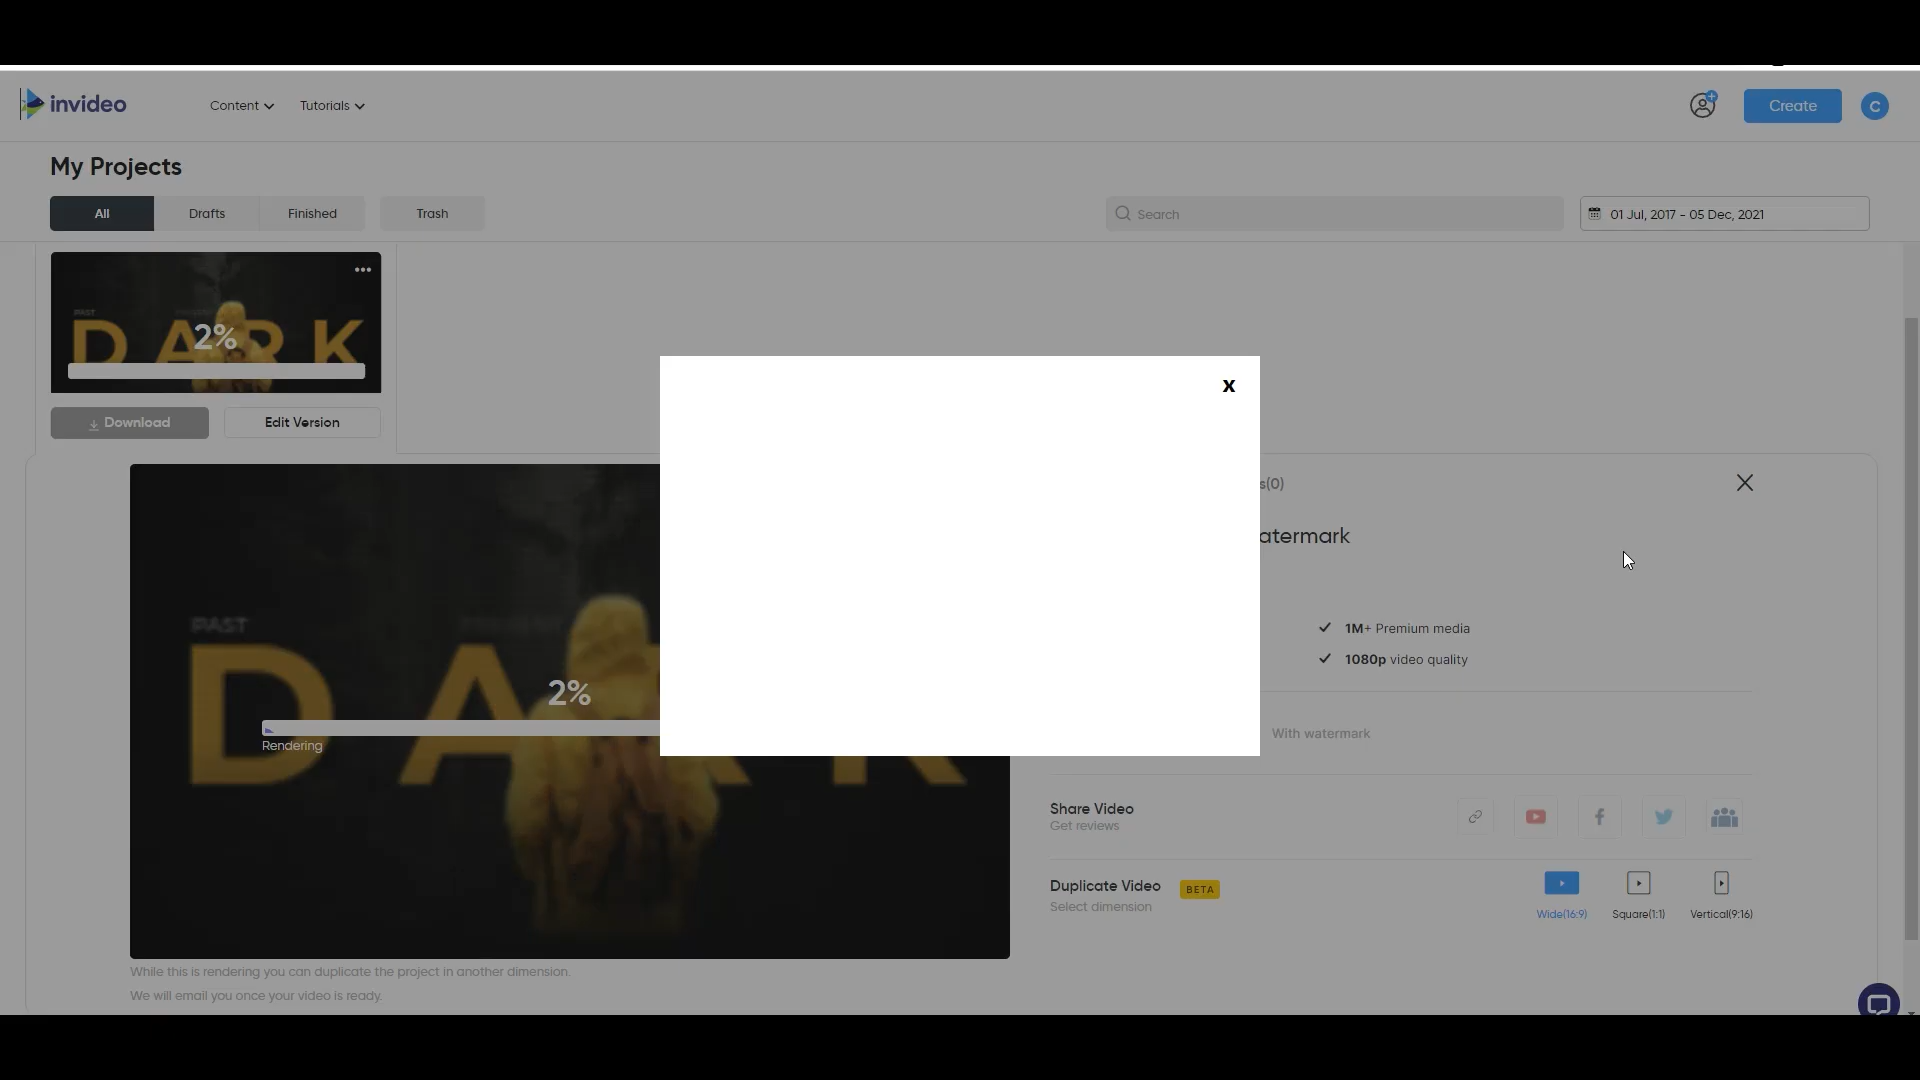 invideo
Content
Tutorials
Create
C
My Projects
All
Drafts
Finished
Trash
Search
01 Jul, 2017 - 05 Dec, 2021
PAST
DARK
2%
Download
Edit Version
x
s(0)
atermark
1M+ Premium media
1080p video quality
With watermark
PAST
DARK
2%
Rendering
Share Video
Get reviews
Duplicate Video
BETA
Select dimension
Wide(16:9)
Square(1:1)
Vertical(9:16)
While this is rendering you can duplicate the project in another dimension.
We will email you once your video is ready.